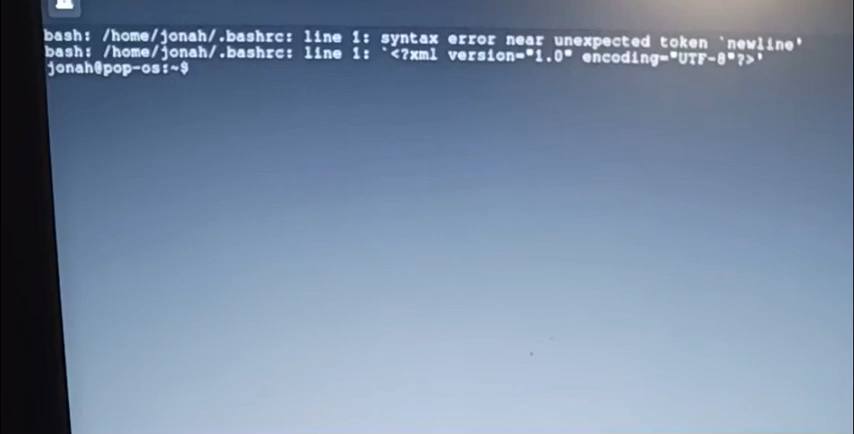 bash: /home/jonah/.bashrc: line 1: syntax error near unexpected token `newline'
bash: /home/jonah/.bashrc: line 1: `<?xml version="1.0" encoding="UTF-8"?>'
jonah@pop-os:~$